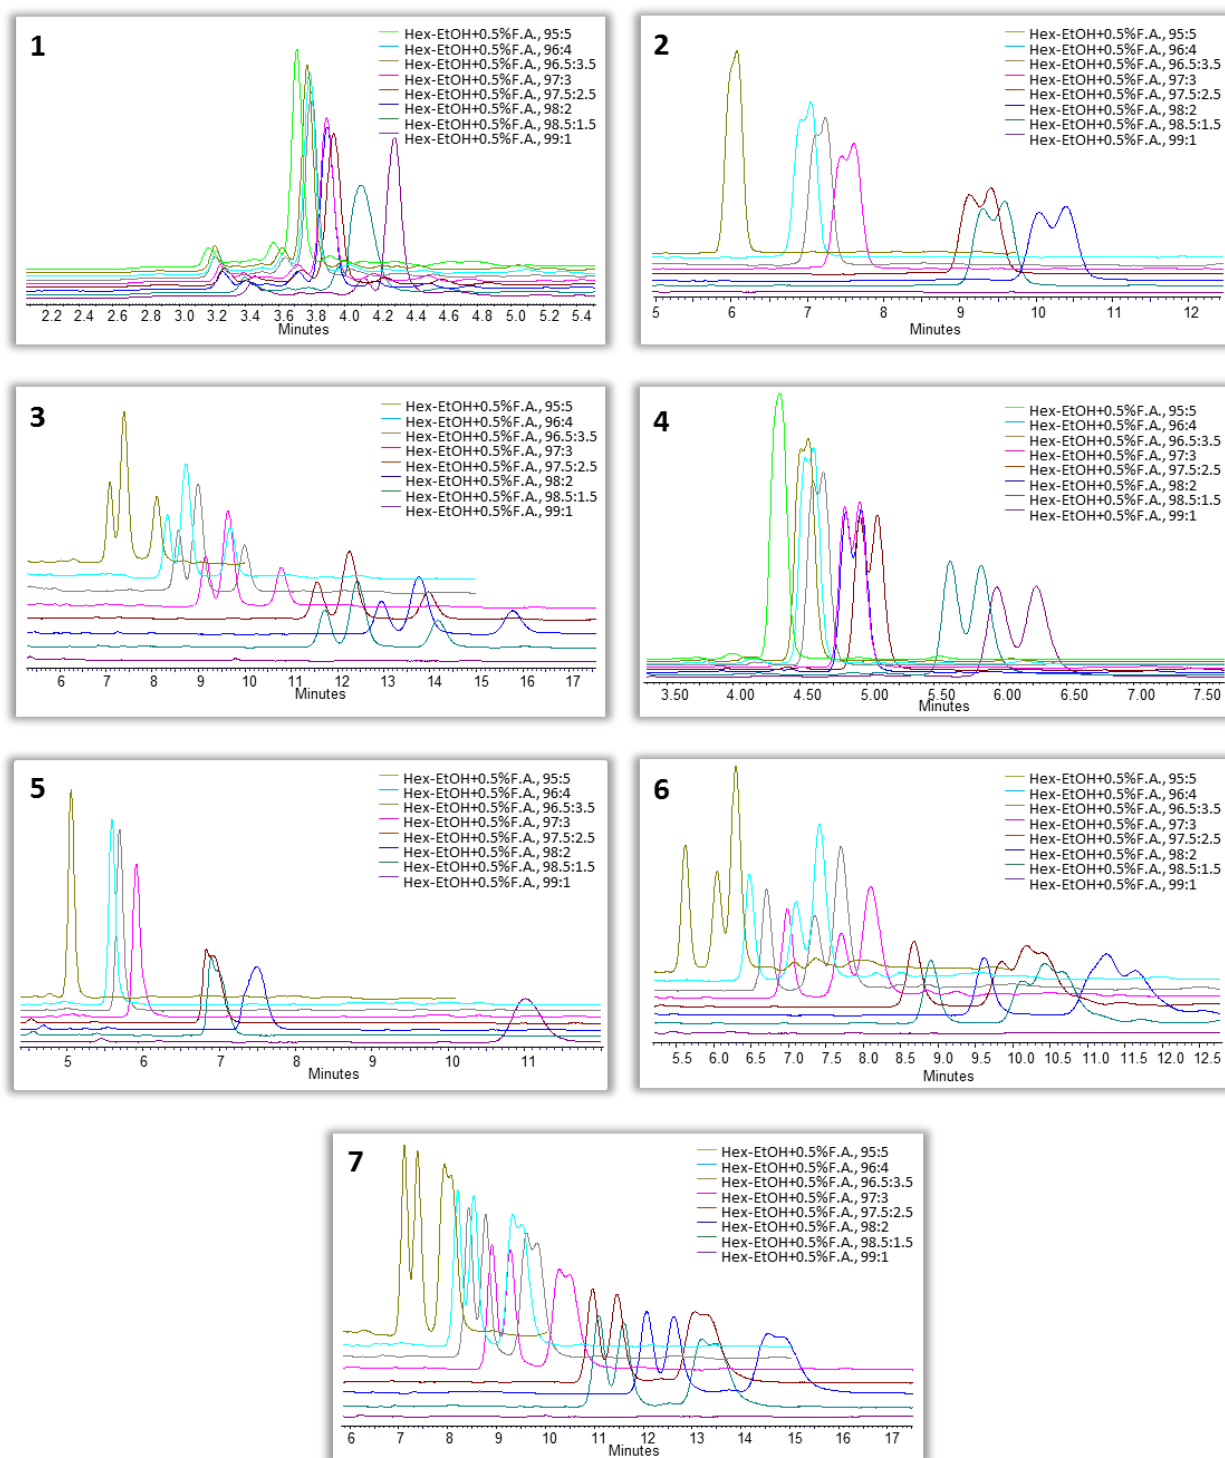 1
Hex-EtOH+0.5%F.A., 95:5
Hex-EtOH+0.5%F.A., 96:4
Hex-EtOH+0.5%F.A., 96.5:3.5
Hex-EtOH+0.5%F.A., 97:3
Hex-EtOH+0.5%F.A., 97.5:2.5
Hex-EtOH+0.5%F.A., 98:2
Hex-EtOH+0.5%F.A., 98.5:1.5
Hex-EtOH+0.5%F.A., 99:1
2.2 2.4 2.6 2.8 3.0 3.2 3.4 3.6 3.8 4.0 4.2 4.4 4.6 4.8 5.0 5.2 5.4
Minutes
2
Hex-EtOH+0.5%F.A., 95:5
Hex-EtOH+0.5%F.A., 96:4
Hex-EtOH+0.5%F.A., 96.5:3.5
Hex-EtOH+0.5%F.A., 97:3
Hex-EtOH+0.5%F.A., 97.5:2.5
Hex-EtOH+0.5%F.A., 98:2
Hex-EtOH+0.5%F.A., 98.5:1.5
Hex-EtOH+0.5%F.A., 99:1
5 6 7 8 9 10 11 12
Minutes
3
Hex-EtOH+0.5%F.A., 95:5
Hex-EtOH+0.5%F.A., 96:4
Hex-EtOH+0.5%F.A., 96.5:3.5
Hex-EtOH+0.5%F.A., 97:3
Hex-EtOH+0.5%F.A., 97.5:2.5
Hex-EtOH+0.5%F.A., 98:2
Hex-EtOH+0.5%F.A., 98.5:1.5
Hex-EtOH+0.5%F.A., 99:1
6 7 8 9 10 11 12 13 14 15 16 17
Minutes
4
Hex-EtOH+0.5%F.A., 95:5
Hex-EtOH+0.5%F.A., 96:4
Hex-EtOH+0.5%F.A., 96.5:3.5
Hex-EtOH+0.5%F.A., 97:3
Hex-EtOH+0.5%F.A., 97.5:2.5
Hex-EtOH+0.5%F.A., 98:2
Hex-EtOH+0.5%F.A., 98.5:1.5
Hex-EtOH+0.5%F.A., 99:1
3.50 4.00 4.50 5.00 5.50 6.00 6.50 7.00 7.50
Minutes
5
Hex-EtOH+0.5%F.A., 95:5
Hex-EtOH+0.5%F.A., 96:4
Hex-EtOH+0.5%F.A., 96.5:3.5
Hex-EtOH+0.5%F.A., 97:3
Hex-EtOH+0.5%F.A., 97.5:2.5
Hex-EtOH+0.5%F.A., 98:2
Hex-EtOH+0.5%F.A., 98.5:1.5
Hex-EtOH+0.5%F.A., 99:1
5 6 7 8 9 10 11
Minutes
6
Hex-EtOH+0.5%F.A., 95:5
Hex-EtOH+0.5%F.A., 96:4
Hex-EtOH+0.5%F.A., 96.5:3.5
Hex-EtOH+0.5%F.A., 97:3
Hex-EtOH+0.5%F.A., 97.5:2.5
Hex-EtOH+0.5%F.A., 98:2
Hex-EtOH+0.5%F.A., 98.5:1.5
Hex-EtOH+0.5%F.A., 99:1
5.5 6.0 6.5 7.0 7.5 8.0 8.5 9.0 9.5 10.0 10.5 11.0 11.5 12.0 12.5
Minutes
7
Hex-EtOH+0.5%F.A., 95:5
Hex-EtOH+0.5%F.A., 96:4
Hex-EtOH+0.5%F.A., 96.5:3.5
Hex-EtOH+0.5%F.A., 97:3
Hex-EtOH+0.5%F.A., 97.5:2.5
Hex-EtOH+0.5%F.A., 98:2
Hex-EtOH+0.5%F.A., 98.5:1.5
Hex-EtOH+0.5%F.A., 99:1
6 7 8 9 10 11 12 13 14 15 16 17
Minutes